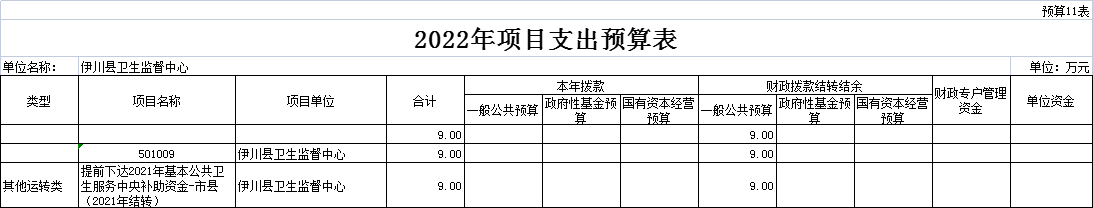 预算11表
2022年项目支出预算表
单位名称： 伊川县卫生监督中心 单位：万元
类型 项目名称 项目单位 合计 本年拨款 财政拨款结转结余 财政专户管理资金 单位资金
一般公共预算 政府性基金预算 国有资本经营预算 一般公共预算 政府性基金预算 国有资本经营预算
9.00 9.00
501009 伊川县卫生监督中心 9.00 9.00
其他运转类 提前下达2021年基本公共卫生服务中央补助资金-市县（2021年结转） 伊川县卫生监督中心 9.00 9.00